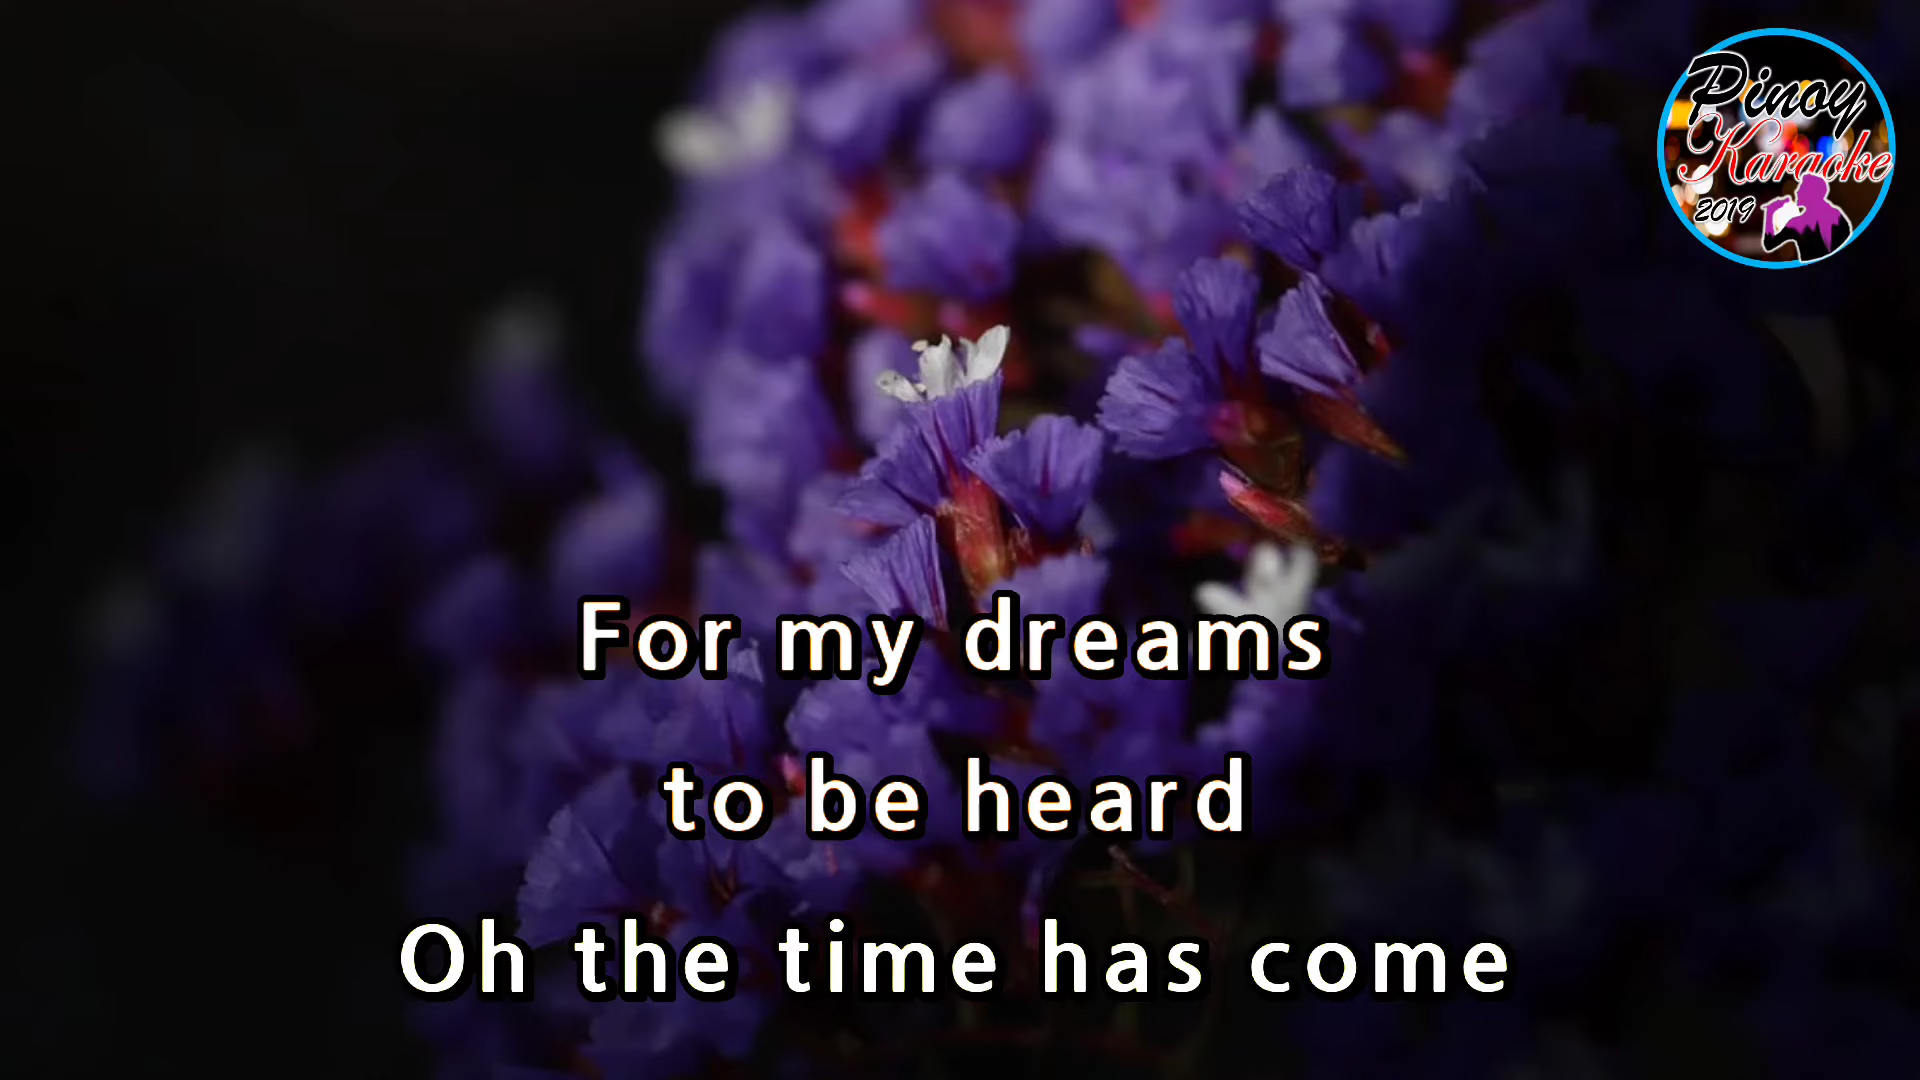 Pinoy
Karaoke
2019
For my dreams
to be heard
Oh the time has come